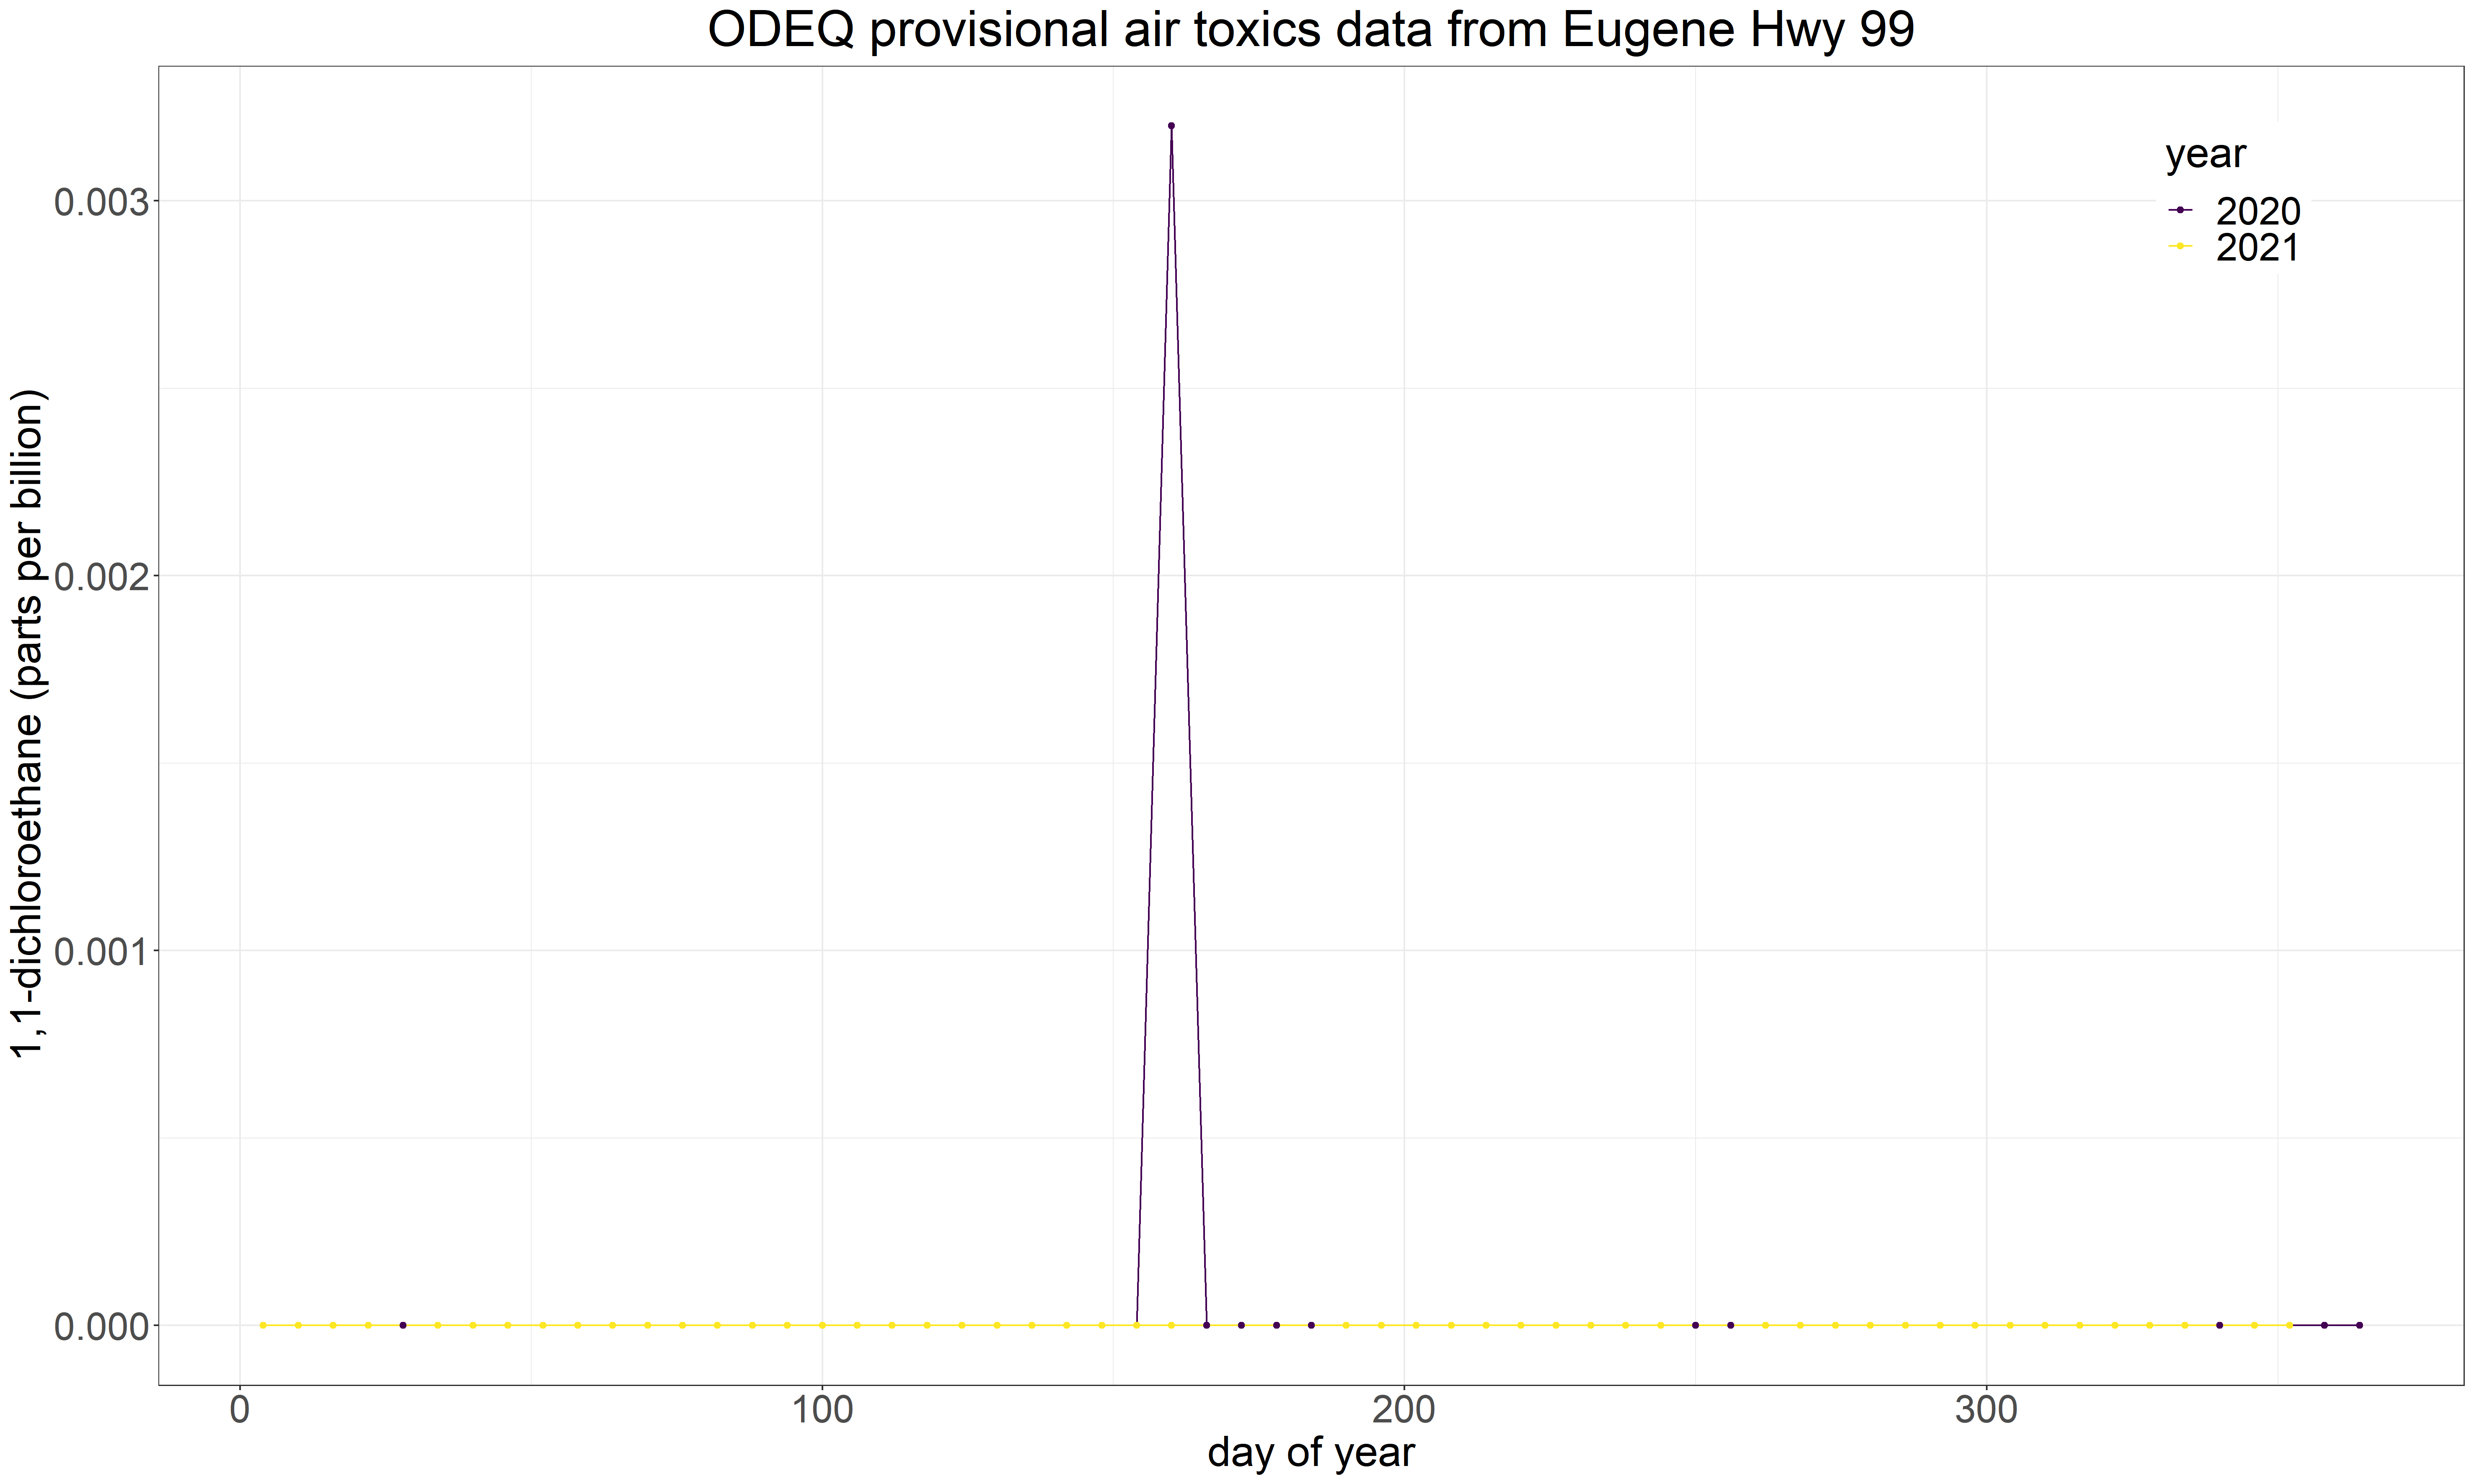 ODEQ provisional air toxics data from Eugene Hwy 99
1,1-dichloroethane (parts per billion)
0.003
0.002
0.001
0.000
year
2020
2021
0
100
200
300
day of year